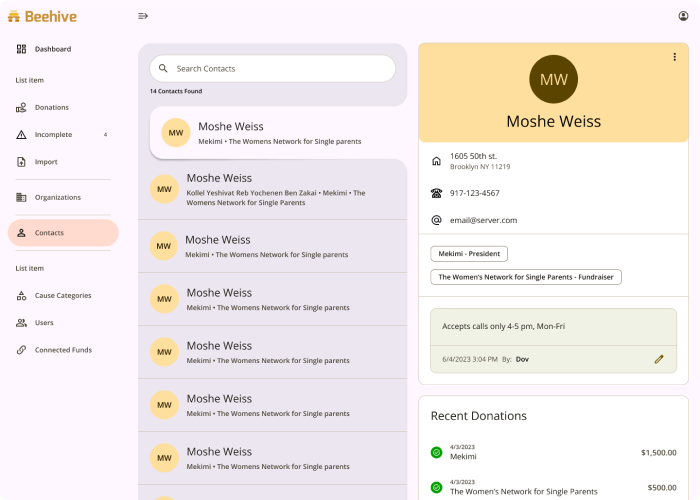 Beehive
Dashboard
List item
Donations
Incomplete 4
Import
Organizations
Contacts
List item
Cause Categories
Users
Connected Funds
Search Contacts
14 Contacts Found
MW
Moshe Weiss
Mekimi • The Womens Network for Single parents
MW
Moshe Weiss
Kollel Yeshivat Reb Yochenen Ben Zakai • Mekimi • The
Womens Network for Single Parents
MW
Moshe Weiss
Mekimi • The Womens Network for Single parents
MW
Moshe Weiss
Mekimi • The Womens Network for Single parents
MW
Moshe Weiss
Mekimi • The Womens Network for Single parents
MW
Moshe Weiss
Mekimi • The Womens Network for Single parents
MW
Moshe Weiss
Mekimi • The Womens Network for Single parents
MW
Moshe Weiss
1605 50th st.
Brooklyn NY 11219
917-123-4567
email@server.com
Mekimi - President
The Women's Network for Single Parents - Fundraiser
Accepts calls only 4-5 pm, Mon-Fri
6/4/2023 3:04 PM By: Dov
Recent Donations
4/3/2023
Mekimi
$1,500.00
4/3/2023
The Women's Network for Single Parents
$500.00